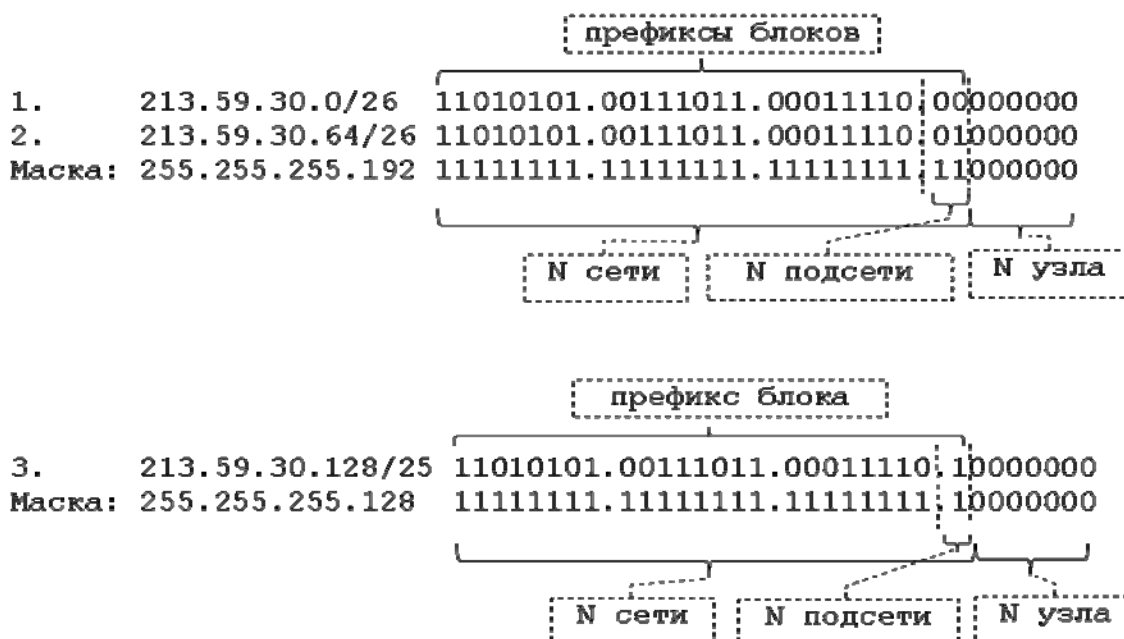 префиксы блоков
1. 213.59.30.0/26 11010101.00111011.00011110.00000000
2. 213.59.30.64/26 11010101.00111011.00011110.01000000
Маска: 255.255.255.192 11111111.11111111.11111111.11000000
N сети N подсети N узла
префикс блока
3. 213.59.30.128/25 11010101.00111011.00011110.10000000
Маска: 255.255.255.128 11111111.11111111.11111111.10000000
N сети N подсети N узла